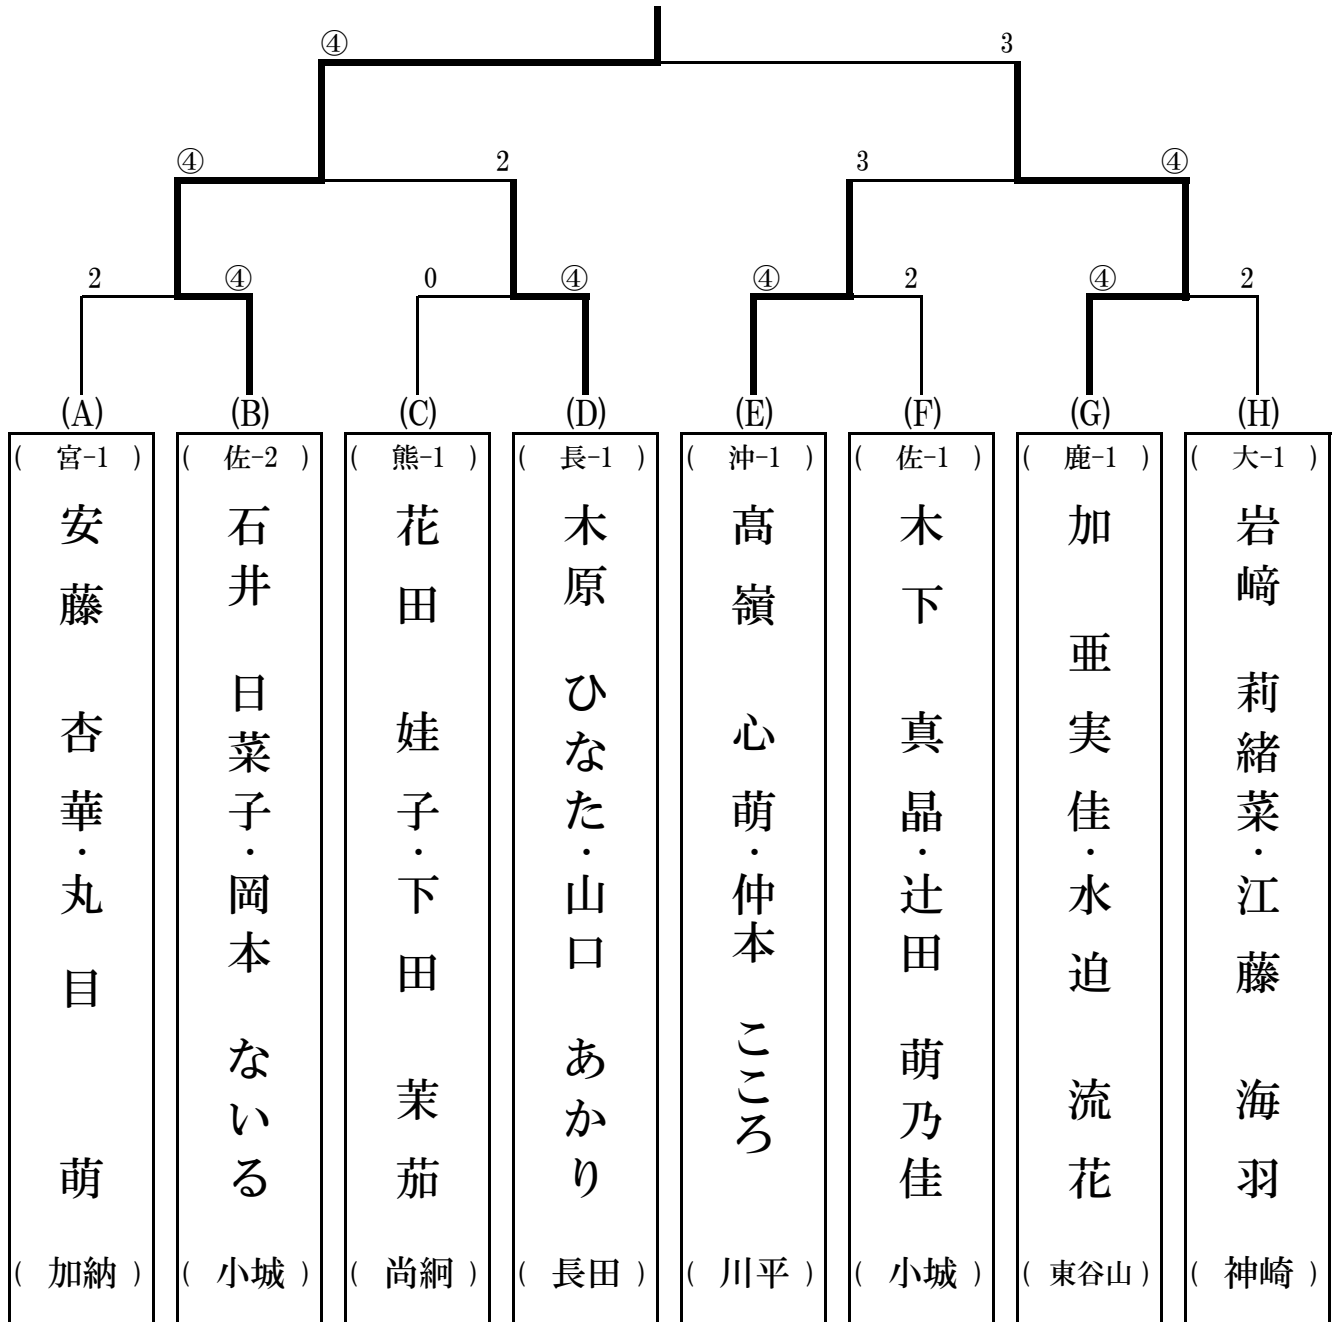 ④ 3
④ 2 3 ④
2 ④ 0 ④ ④ 2 ④ 2
(A) (B) (C) (D) (E) (F) (G) (H)
( 宮-1 ) ( 佐-2 ) ( 熊-1 ) ( 長-1 ) ( 沖-1 ) ( 佐-1 ) ( 鹿-1 ) ( 大-1 )
安藤 杏華・丸目 萌
石井 日菜子・岡本 ないる
花田 娃子・下田 茉茄
木原 ひなた・山口 あかり
髙嶺 心萌・仲本 こころ
木下 真晶・辻田 萌乃佳
加 亜実佳・水迫 流花
岩﨑 莉緒菜・江藤 海羽
( 加納 ) ( 小城 ) ( 尚絅 ) ( 長田 ) ( 川平 ) ( 小城 ) ( 東谷山 ) ( 神崎 )